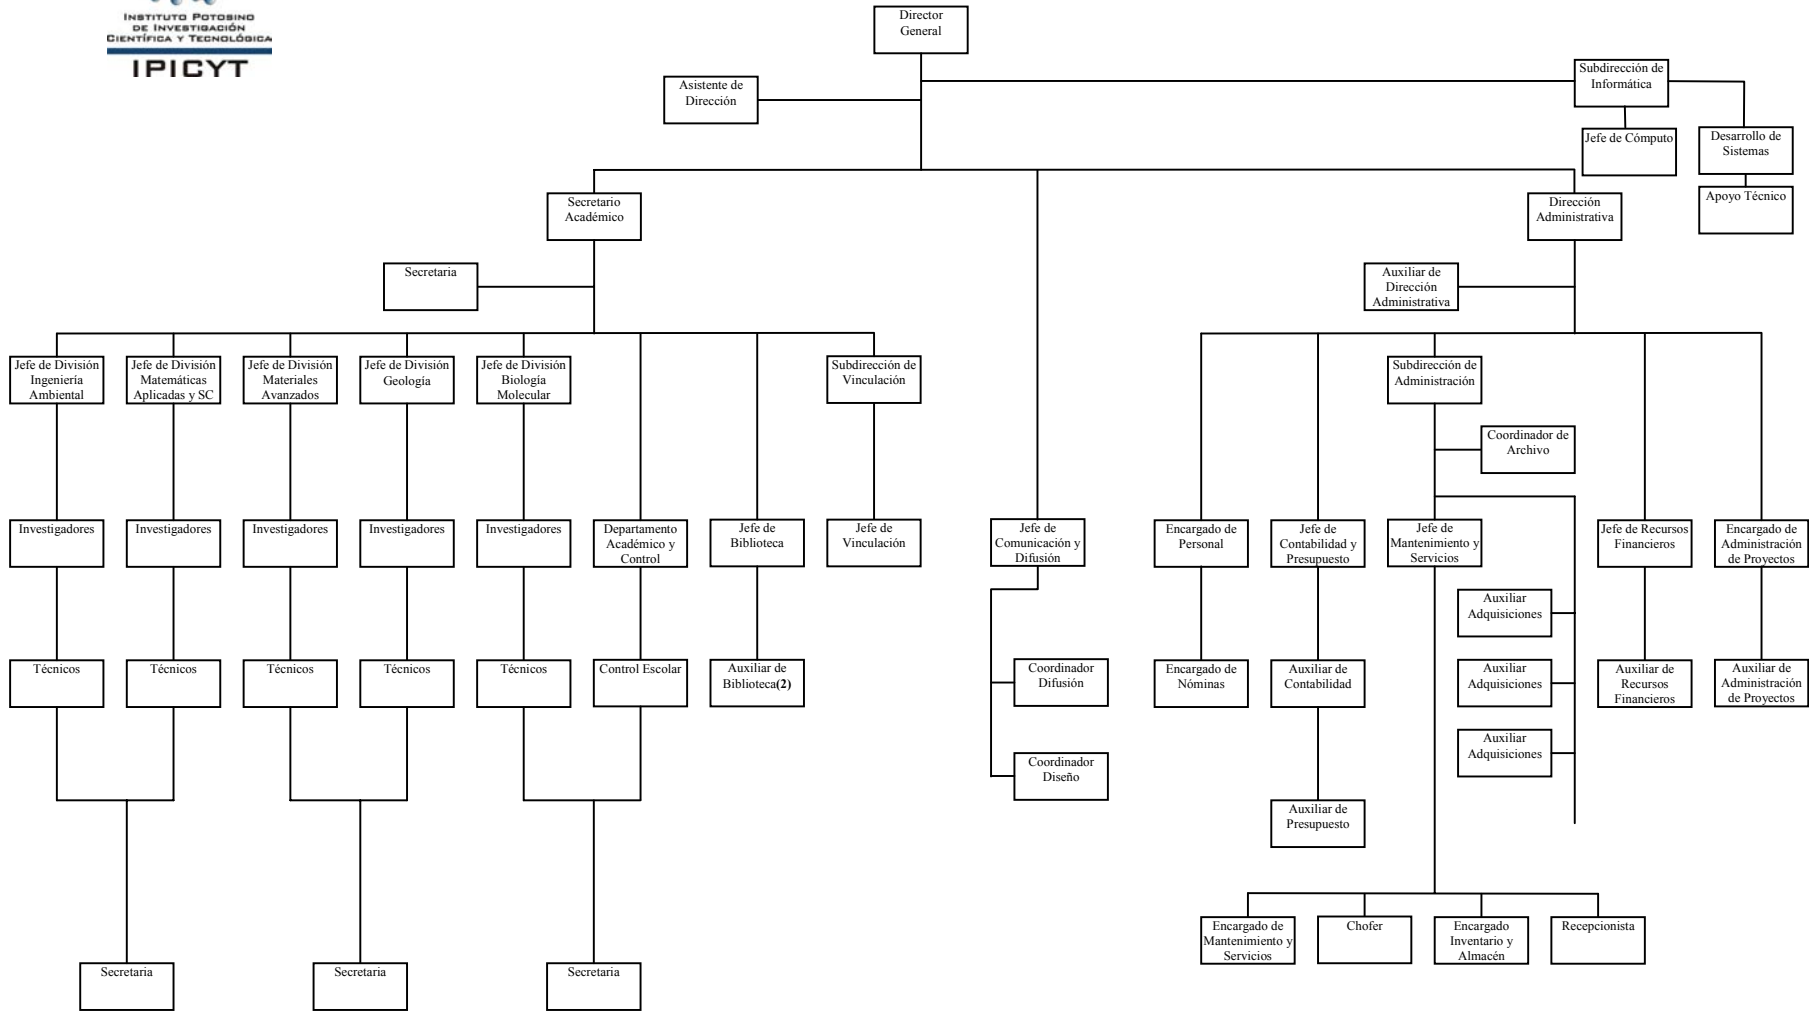 INSTITUTO POTOSINO
DE INVESTIGACIÓN
CIENTÍFICA Y TECNOLÓGICA
IPICYT
Director
General
Asistente de
Dirección
Subdirección de
Informática
Jefe de Cómputo
Desarrollo de
Sistemas
Apoyo Técnico
Secretario
Académico
Dirección
Administrativa
Secretaria
Auxiliar de
Dirección
Administrativa
Jefe de División
Ingeniería
Ambiental
Jefe de División
Matemáticas
Aplicadas y SC
Jefe de División
Materiales
Avanzados
Jefe de División
Geología
Jefe de División
Biología
Molecular
Subdirección de
Vinculación
Subdirección de
Administración
Coordinador de
Archivo
Investigadores
Investigadores
Investigadores
Investigadores
Investigadores
Departamento
Académico y
Control
Jefe de
Biblioteca
Jefe de
Vinculación
Jefe de
Comunicación y
Difusión
Encargado de
Personal
Jefe de
Contabilidad y
Presupuesto
Jefe de
Mantenimiento y
Servicios
Jefe de Recursos
Financieros
Encargado de
Administración
de Proyectos
Auxiliar
Adquisiciones
Técnicos
Técnicos
Técnicos
Técnicos
Técnicos
Control Escolar
Auxiliar de
Biblioteca(2)
Coordinador
Difusión
Encargado de
Nóminas
Auxiliar de
Contabilidad
Auxiliar
Adquisiciones
Auxiliar de
Recursos
Financieros
Auxiliar de
Administración
de Proyectos
Auxiliar
Adquisiciones
Coordinador
Diseño
Auxiliar de
Presupuesto
Encargado de
Mantenimiento y
Servicios
Chofer
Encargado
Inventario y
Almacén
Recepcionista
Secretaria
Secretaria
Secretaria